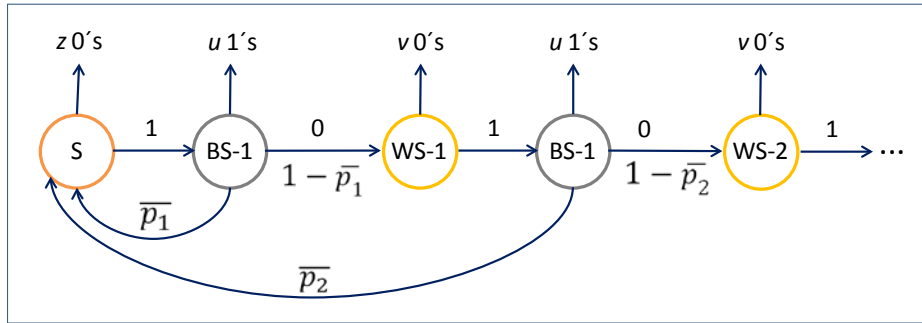 z 0´s u 1´s v 0´s u 1´s v 0´s
1 0 1 0 1
S BS-1 WS-1 BS-1 WS-2 ...
1 − p̅₁ 1 − p̅₂
p̅₁
p̅₂